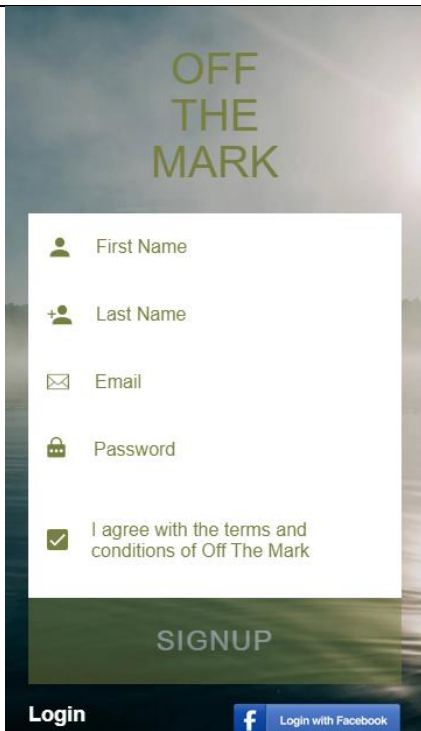 OFF
THE
MARK
First Name
Last Name
Email
Password
I agree with the terms and
conditions of Off The Mark
SIGNUP
Login
f Login with Facebook